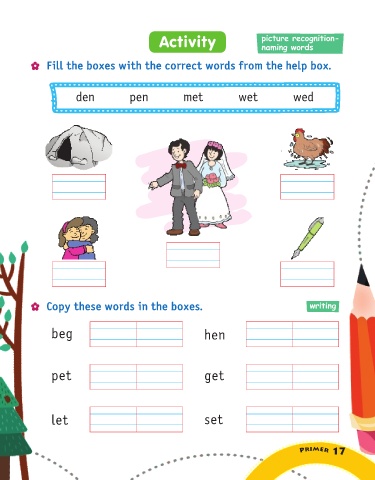 Activity
picture recognition-
naming words
Fill the boxes with the correct words from the help box.
den pen met wet wed
Copy these words in the boxes.
writing
beg hen
pet get
let set
PRIMER 17